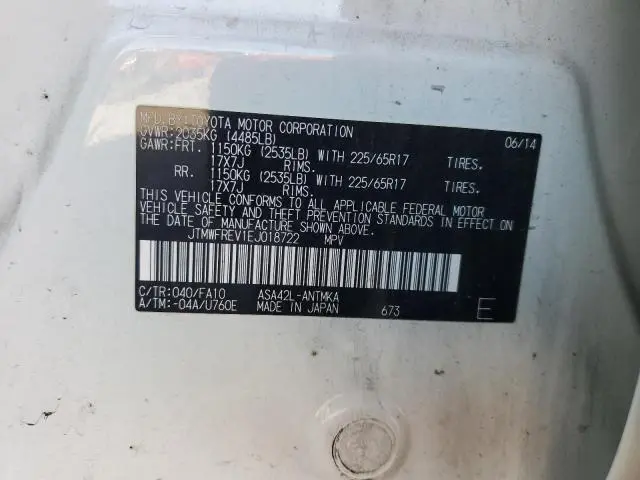 MFD.BY:TOYOTA MOTOR CORPORATION 06/14
GVWR:2035KG (4485LB)
GAWR:FRT. 1150KG (2535LB) WITH 225/65R17 TIRES.
17X7J RIMS.
RR. 1150KG (2535LB) WITH 225/65R17 TIRES.
17X7J RIMS.
THIS VEHICLE CONFORMS TO ALL APPLICABLE FEDERAL MOTOR
VEHICLE SAFETY AND THEFT PREVENTION STANDARDS IN EFFECT ON
THE DATE OF MANUFACTURE SHOWN ABOVE.
JTMWFREV1EJ018722 MPV
C/TR:040/FA10 ASA42L-ANTMKA
A/TM:-04A/U760E MADE IN JAPAN 673 E